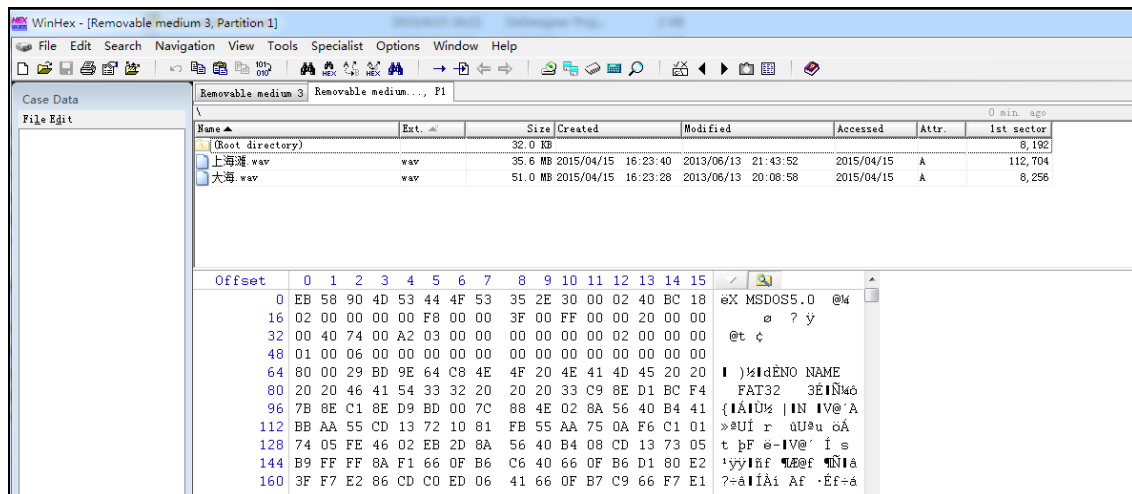 WinHex - [Removable medium 3, Partition 1]
File Edit Search Navigation View Tools Specialist Options Window Help
Case Data
File Edit
Removable medium 3 Removable medium..., P1
\ 0 min. ago
Name Ext. Size Created Modified Accessed Attr. 1st sector
(Root directory) 32.0 KB 8,192
上海滩.wav wav 35.6 MB 2015/04/15 16:23:40 2013/06/13 21:43:52 2015/04/15 A 112,704
大海.wav wav 51.0 MB 2015/04/15 16:23:28 2013/06/13 20:08:58 2015/04/15 A 8,256
Offset 0 1 2 3 4 5 6 7 8 9 10 11 12 13 14 15
0 EB 58 90 4D 53 44 4F 53 35 2E 30 00 02 40 BC 18 ëX MSDOS5.0 @¼
16 02 00 00 00 00 F8 00 00 3F 00 FF 00 00 20 00 00 ø ? ÿ
32 00 40 74 00 A2 03 00 00 00 00 00 00 02 00 00 00 @t ¢
48 01 00 06 00 00 00 00 00 00 00 00 00 00 00 00 00
64 80 00 29 BD 9E 64 C8 4E 4F 20 4E 41 4D 45 20 20 )½ dÈNO NAME
80 20 20 46 41 54 33 32 20 20 20 33 C9 8E D1 BC F4 FAT32 3É Ñ¼ô
96 7B 8E C1 8E D9 BD 00 7C 88 4E 02 8A 56 40 B4 41 { Á Ù½ | N V@´A
112 BB AA 55 CD 13 72 10 81 FB 55 AA 75 0A F6 C1 01 »ªUÍ r ûUªu öÁ
128 74 05 FE 46 02 EB 2D 8A 56 40 B4 08 CD 13 73 05 t þF ë-V@´ Í s
144 B9 FF FF 8A F1 66 0F B6 C6 40 66 0F B6 D1 80 E2 ¹ÿÿ ñf ¶Æ@f ¶Ñ â
160 3F F7 E2 86 CD C0 ED 06 41 66 0F B7 C9 66 F7 E1 ?÷â ÍÀí Af ·Éf÷á